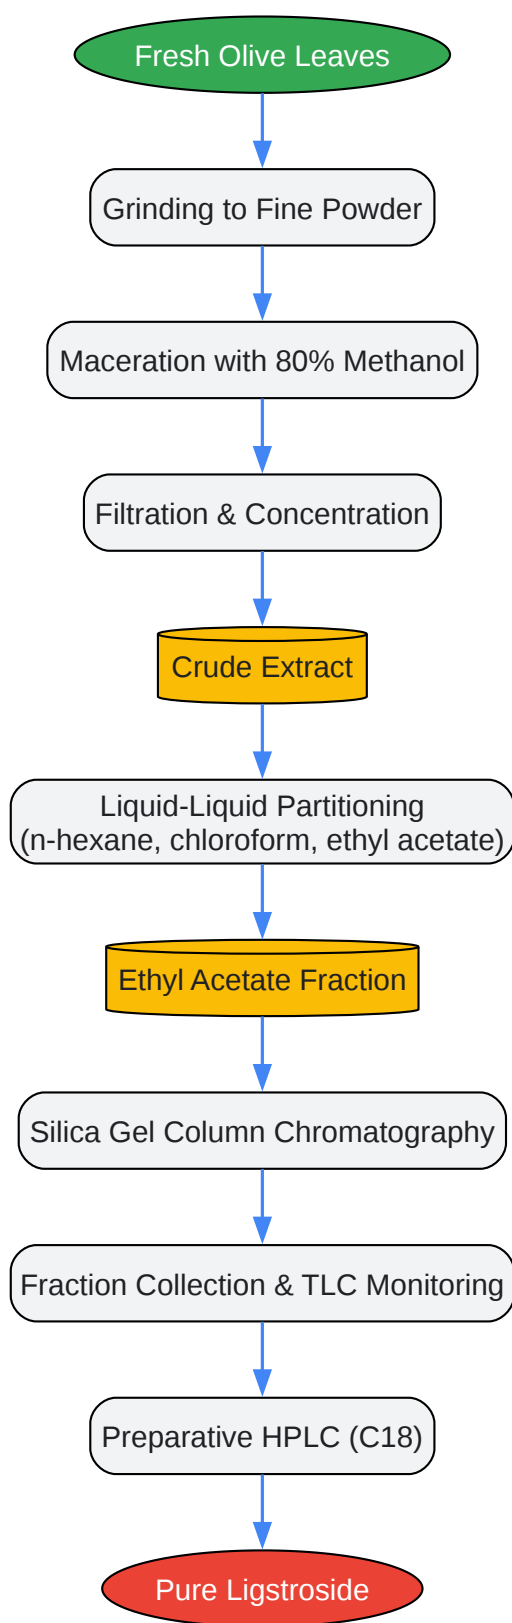 Fresh Olive Leaves
Grinding to Fine Powder
Maceration with 80% Methanol
Filtration & Concentration
Crude Extract
Liquid-Liquid Partitioning
(n-hexane, chloroform, ethyl acetate)
Ethyl Acetate Fraction
Silica Gel Column Chromatography
Fraction Collection & TLC Monitoring
Preparative HPLC (C18)
Pure Ligstroside